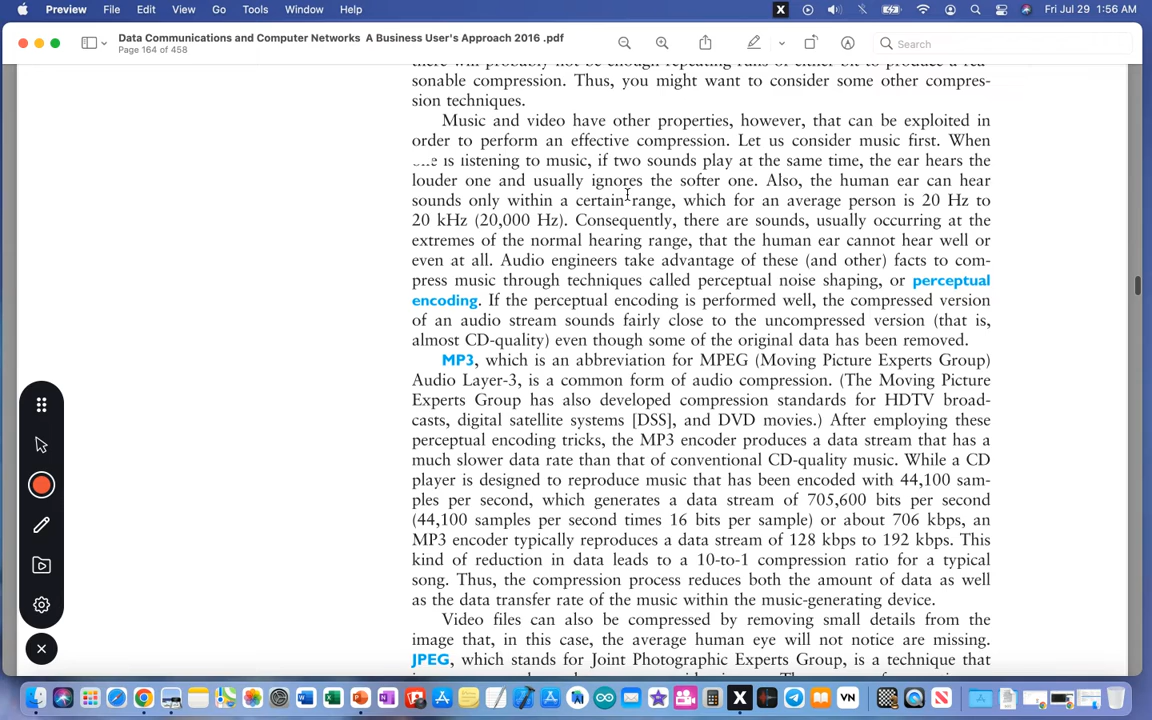 Preview File Edit View Go Tools Window Help Fri Jul 29 1:56 AM
Data Communications and Computer Networks A Business User's Approach 2016 .pdf
Page 164 of 458
Search
there will probably not be enough repeating runs of either bit to produce a rea-
sonable compression. Thus, you might want to consider some other compres-
sion techniques.
Music and video have other properties, however, that can be exploited in
order to perform an effective compression. Let us consider music first. When
one is listening to music, if two sounds play at the same time, the ear hears the
louder one and usually ignores the softer one. Also, the human ear can hear
sounds only within a certain range, which for an average person is 20 Hz to
20 kHz (20,000 Hz). Consequently, there are sounds, usually occurring at the
extremes of the normal hearing range, that the human ear cannot hear well or
even at all. Audio engineers take advantage of these (and other) facts to com-
press music through techniques called perceptual noise shaping, or perceptual
encoding. If the perceptual encoding is performed well, the compressed version
of an audio stream sounds fairly close to the uncompressed version (that is,
almost CD-quality) even though some of the original data has been removed.
MP3, which is an abbreviation for MPEG (Moving Picture Experts Group)
Audio Layer-3, is a common form of audio compression. (The Moving Picture
Experts Group has also developed compression standards for HDTV broad-
casts, digital satellite systems [DSS], and DVD movies.) After employing these
perceptual encoding tricks, the MP3 encoder produces a data stream that has a
much slower data rate than that of conventional CD-quality music. While a CD
player is designed to reproduce music that has been encoded with 44,100 sam-
ples per second, which generates a data stream of 705,600 bits per second
(44,100 samples per second times 16 bits per sample) or about 706 kbps, an
MP3 encoder typically reproduces a data stream of 128 kbps to 192 kbps. This
kind of reduction in data leads to a 10-to-1 compression ratio for a typical
song. Thus, the compression process reduces both the amount of data as well
as the data transfer rate of the music within the music-generating device.
Video files can also be compressed by removing small details from the
image that, in this case, the average human eye will not notice are missing.
JPEG, which stands for Joint Photographic Experts Group, is a technique that